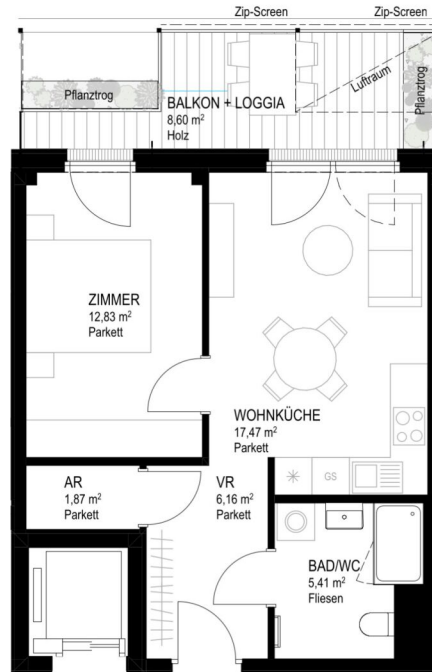 Zip-Screen Zip-Screen
Pflanztrog
BALKON + LOGGIA
8,60 m²
Holz
Luftraum
Pflanztrog
ZIMMER
12,83 m²
Parkett
WOHNKÜCHE
17,47 m²
Parkett
GS
AR
1,87 m²
Parkett
VR
6,16 m²
Parkett
BAD/WC
5,41 m²
Fliesen